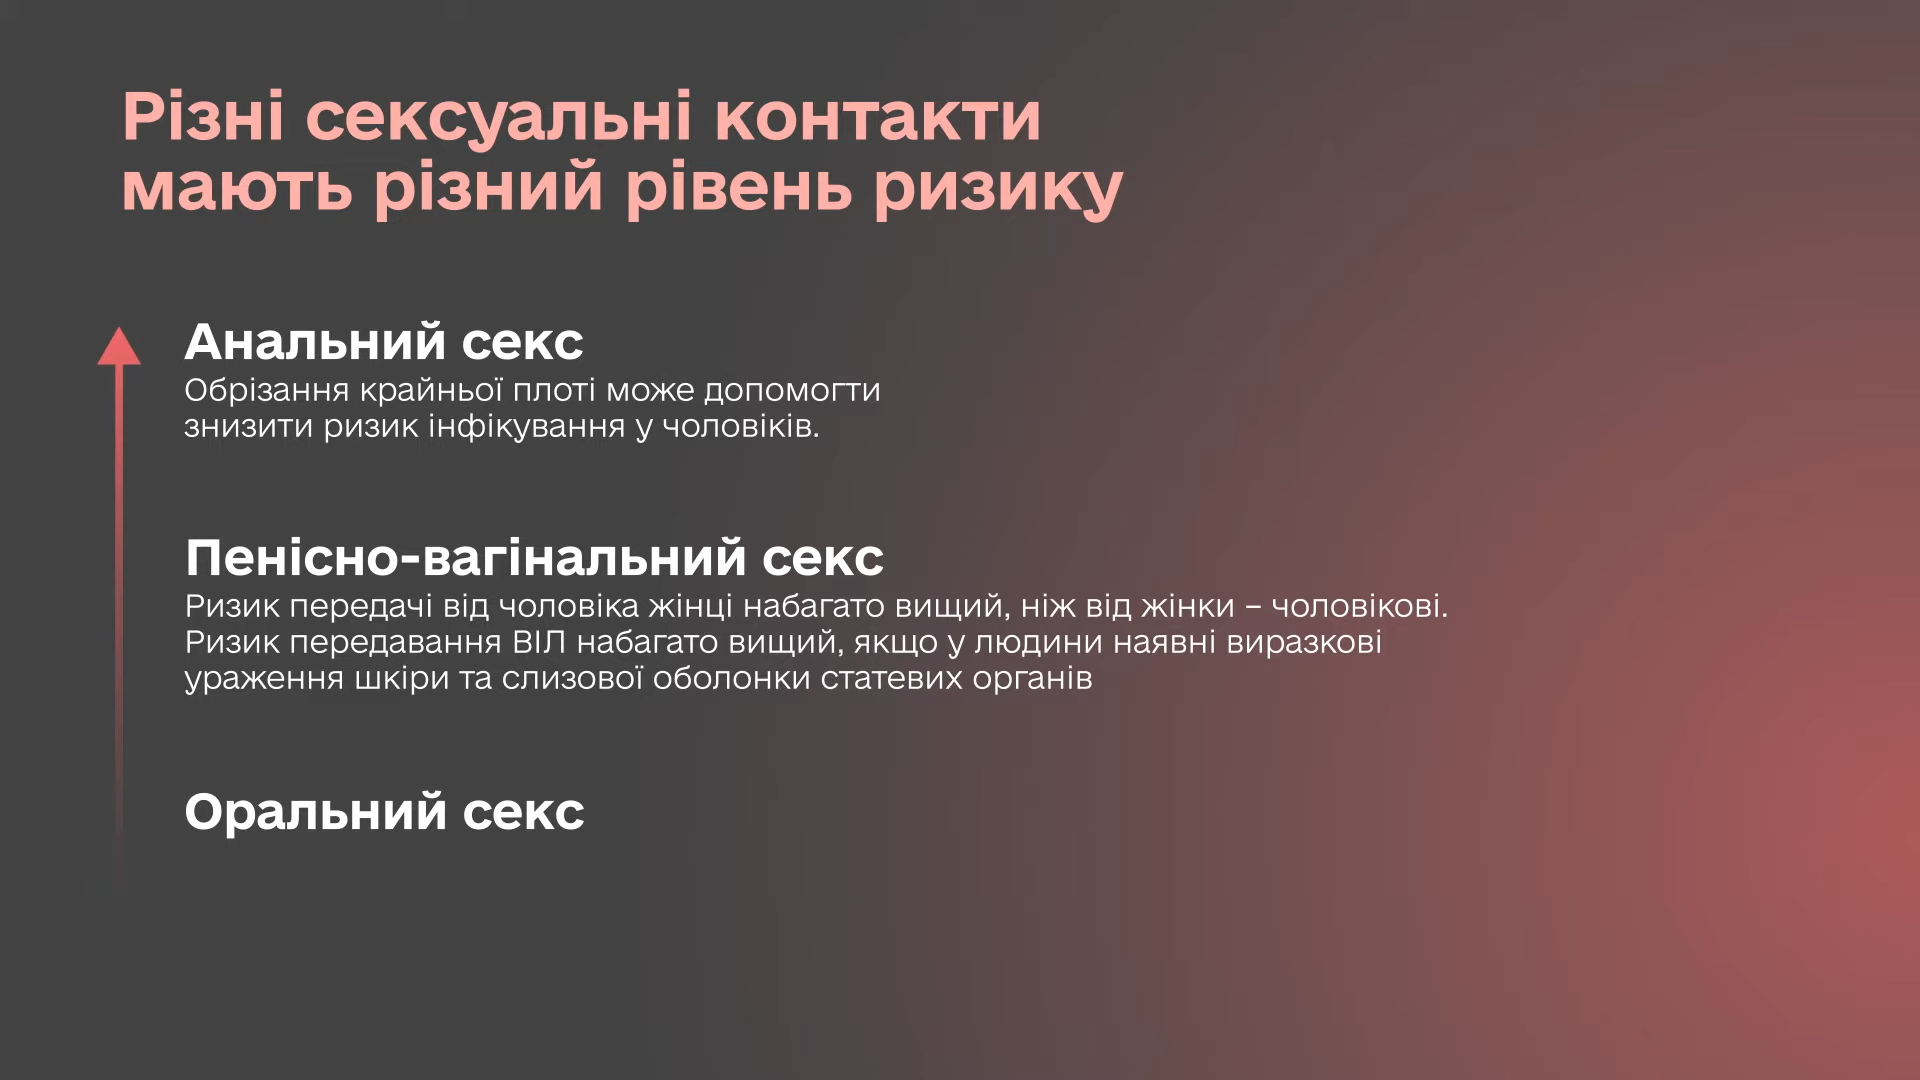 Різні сексуальні контакти
мають різний рівень ризику
Анальний секс
Обрізання крайньої плоті може допомогти
знизити ризик інфікування у чоловіків.
Пенісно-вагінальний секс
Ризик передачі від чоловіка жінці набагато вищий, ніж від жінки – чоловікові.
Ризик передавання ВІЛ набагато вищий, якщо у людини наявні виразкові
ураження шкіри та слизової оболонки статевих органів
Оральний секс